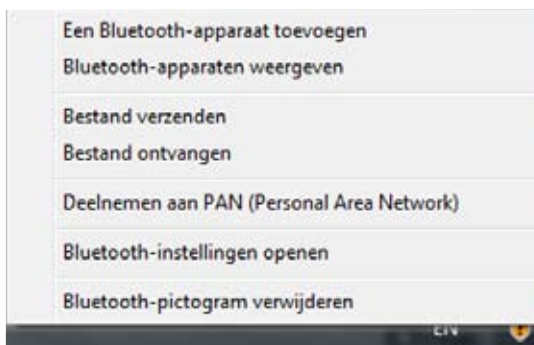 Een Bluetooth-apparaat toevoegen
Bluetooth-apparaten weergeven
Bestand verzenden
Bestand ontvangen
Deelnemen aan PAN (Personal Area Network)
Bluetooth-instellingen openen
Bluetooth-pictogram verwijderen
EN